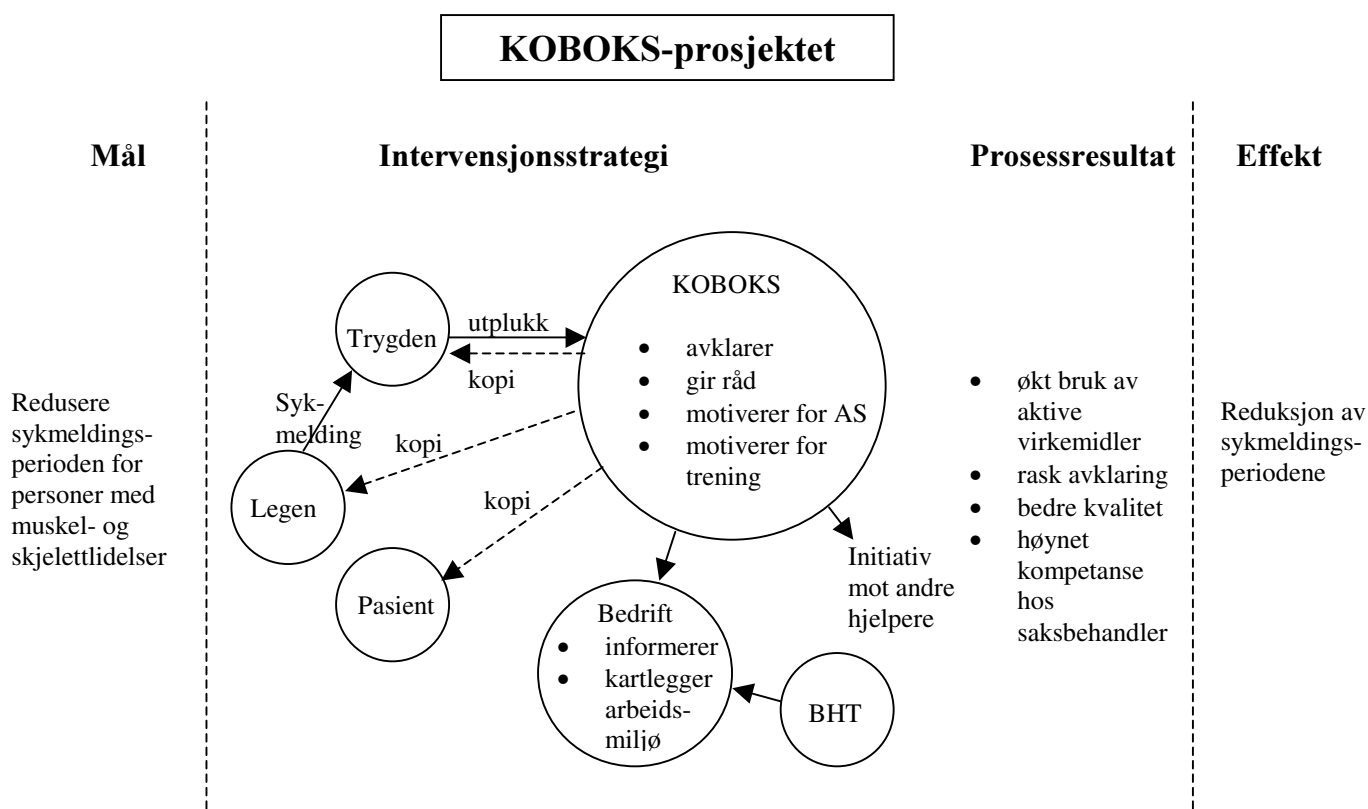 KOBOKS-prosjektet
Mål
Intervensjonsstrategi
Prosessresultat
Effekt
Redusere
sykmeldings-
perioden for
personer med
muskel- og
skjelettlidelser
Trygden
utplukk
kopi
Syk-
melding
Legen
kopi
Pasient
kopi
KOBOKS
• avklarer
• gir råd
• motiverer for AS
• motiverer for
trening
Bedrift
• informerer
• kartlegger
arbeids-
miljø
BHT
Initiativ
mot andre
hjelpere
• økt bruk av
aktive
virkemidler
• rask avklaring
• bedre kvalitet
• høynet
kompetanse
hos
saksbehandler
Reduksjon av
sykmeldings-
periodene